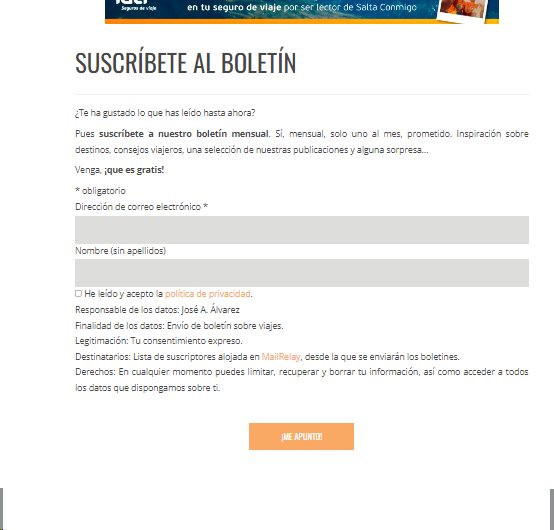 Seguros de viaje
en tu seguro de viaje por ser lector de Salta Conmigo
SUSCRÍBETE AL BOLETÍN
¿Te ha gustado lo que has leído hasta ahora?
Pues suscríbete a nuestro boletín mensual. Sí, mensual, solo uno al mes, prometido. Inspiración sobre
destinos, consejos viajeros, una selección de nuestras publicaciones y alguna sorpresa...
Venga, ¡que es gratis!
* obligatorio
Dirección de correo electrónico *
Nombre (sin apellidos)
He leído y acepto la política de privacidad.
Responsable de los datos: José A. Álvarez
Finalidad de los datos: Envío de boletín sobre viajes.
Legitimación: Tu consentimiento expreso.
Destinatarios: Lista de suscriptores alojada en MailRelay, desde la que se enviarán los boletines.
Derechos: En cualquier momento puedes limitar, recuperar y borrar tu información, así como acceder a todos
los datos que dispongamos sobre ti.
¡ME APUNTO!